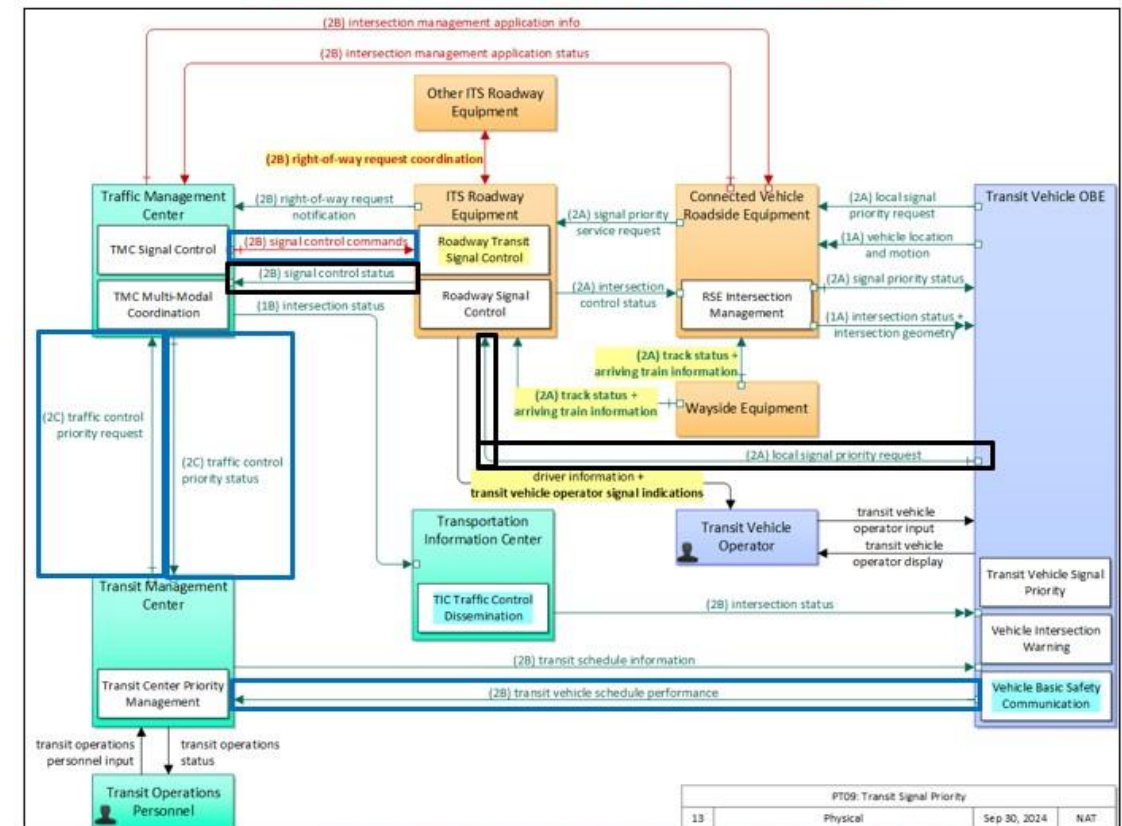 (2B) intersection management application info
(2B) intersection management application status
Other ITS Roadway
Equipment
(2B) right-of-way request coordination
Traffic Management
Center
TMC Signal Control
TMC Multi-Modal
Coordination
(2B) right-of-way request
notification
(2B) signal control commands
(2B) signal control status
(1B) intersection status
ITS Roadway
Equipment
Roadway Transit
Signal Control
Roadway Signal
Control
(2A) signal priority
service request
(2A) intersection
control status
Connected Vehicle
Roadside Equipment
RSE Intersection
Management
(2A) local signal
priority request
(1A) vehicle location
and motion
(2A) signal priority status
(1A) intersection status +
intersection geometry
Transit Vehicle OBE
(2A) track status +
arriving train information
(2A) track status +
arriving train information
Wayside Equipment
(2C) traffic control
priority request
(2C) traffic control
priority status
(2A) local signal priority request
driver information +
transit vehicle operator signal indications
Transportation
Information Center
TIC Traffic Control
Dissemination
Transit Vehicle
Operator
transit vehicle
operator input
transit vehicle
operator display
Transit Vehicle Signal
Priority
Vehicle Intersection
Warning
Vehicle Basic Safety
Communication
Transit Management
Center
Transit Center Priority
Management
(2B) intersection status
(2B) transit schedule information
(2B) transit vehicle schedule performance
transit operations
personnel input
transit operations
status
Transit Operations
Personnel
PT09: Transit Signal Priority
13 Physical Sep 30, 2024 NAT